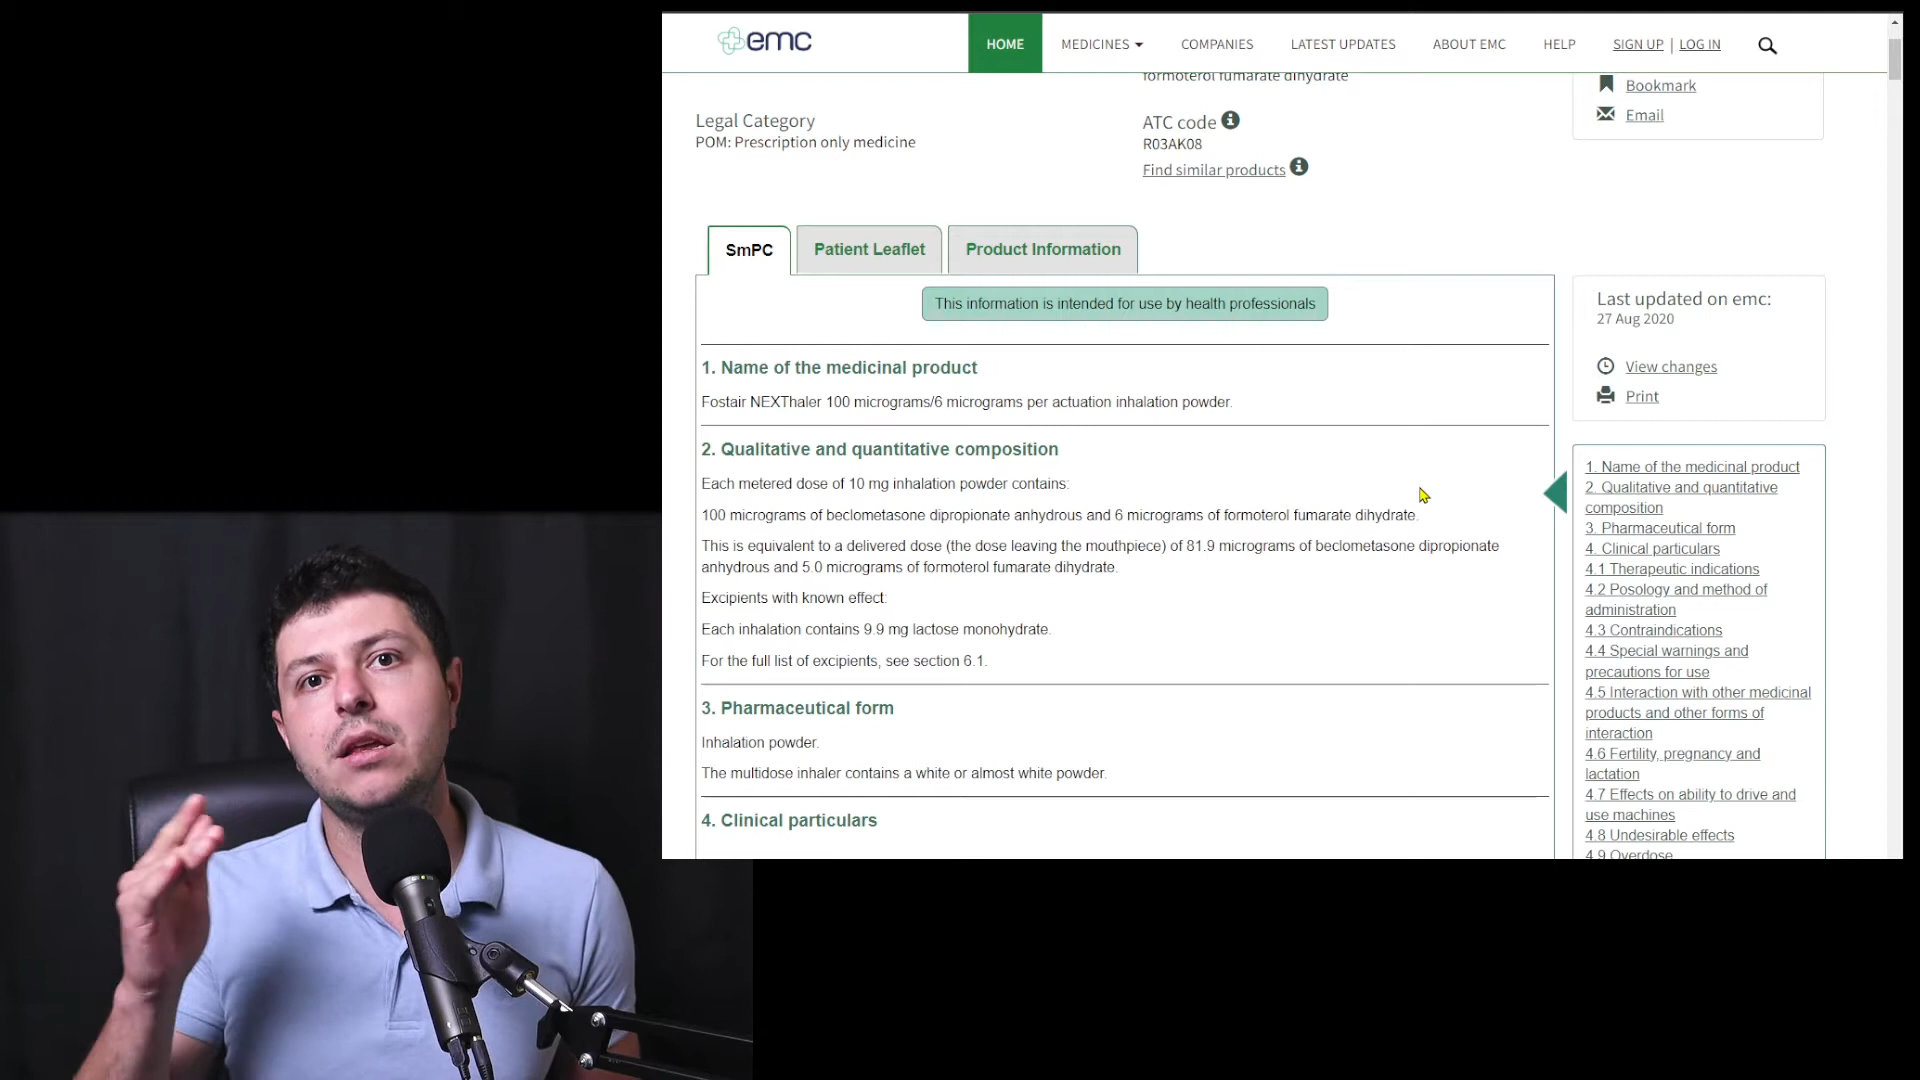 emc
HOME
MEDICINES
COMPANIES
LATEST UPDATES
ABOUT EMC
HELP
SIGN UP | LOG IN
formoterol fumarate dihydrate
Bookmark
Email
Legal Category
POM: Prescription only medicine
ATC code
R03AK08
Find similar products
SmPC
Patient Leaflet
Product Information
This information is intended for use by health professionals
1. Name of the medicinal product
Fostair NEXThaler 100 micrograms/6 micrograms per actuation inhalation powder.
2. Qualitative and quantitative composition
Each metered dose of 10 mg inhalation powder contains:
100 micrograms of beclometasone dipropionate anhydrous and 6 micrograms of formoterol fumarate dihydrate.
This is equivalent to a delivered dose (the dose leaving the mouthpiece) of 81.9 micrograms of beclometasone dipropionate
anhydrous and 5.0 micrograms of formoterol fumarate dihydrate.
Excipients with known effect:
Each inhalation contains 9.9 mg lactose monohydrate.
For the full list of excipients, see section 6.1.
3. Pharmaceutical form
Inhalation powder.
The multidose inhaler contains a white or almost white powder.
4. Clinical particulars
Last updated on emc:
27 Aug 2020
View changes
Print
1. Name of the medicinal product
2. Qualitative and quantitative
composition
3. Pharmaceutical form
4. Clinical particulars
4.1 Therapeutic indications
4.2 Posology and method of
administration
4.3 Contraindications
4.4 Special warnings and
precautions for use
4.5 Interaction with other medicinal
products and other forms of
interaction
4.6 Fertility, pregnancy and
lactation
4.7 Effects on ability to drive and
use machines
4.8 Undesirable effects
4.9 Overdose